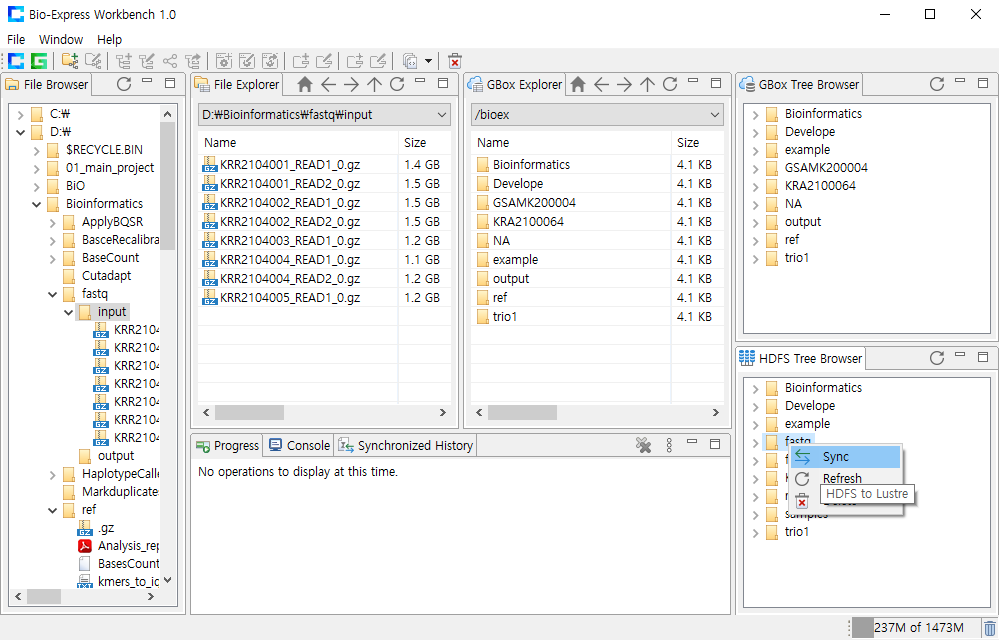 Bio-Express Workbench 1.0
File Window Help
File Browser
C:₩
D:₩
$RECYCLE.BIN
01_main_project
BiO
Bioinformatics
ApplyBQSR
BasceRecalibra
BaseCount
Cutadapt
fastq
input
KRR2104
KRR2104
KRR2104
KRR2104
KRR2104
KRR2104
KRR2104
output
HaplotypeCalle
Markduplicate
ref
.gz
Analysis_rep
BasesCount
kmers_to_ic
File Explorer
D:₩Bioinformatics₩fastq₩input
Name Size
KRR2104001_READ1_0.gz 1.4 GB
KRR2104001_READ2_0.gz 1.5 GB
KRR2104002_READ1_0.gz 1.5 GB
KRR2104002_READ2_0.gz 1.5 GB
KRR2104003_READ1_0.gz 1.2 GB
KRR2104004_READ1_0.gz 1.1 GB
KRR2104004_READ2_0.gz 1.2 GB
KRR2104005_READ1_0.gz 1.2 GB
GBox Explorer
/bioex
Name Size
Bioinformatics 4.1 KB
Develope 4.1 KB
GSAMK200004 4.1 KB
KRA2100064 4.1 KB
NA 4.1 KB
example 4.1 KB
output 4.1 KB
ref 4.1 KB
trio1 4.1 KB
Progress Console Synchronized History
No operations to display at this time.
GBox Tree Browser
Bioinformatics
Develope
example
GSAMK200004
KRA2100064
NA
output
ref
trio1
HDFS Tree Browser
Bioinformatics
Develope
example
fastq
Sync
Refresh
HDFS to Lustre
samples
trio1
237M of 1473M